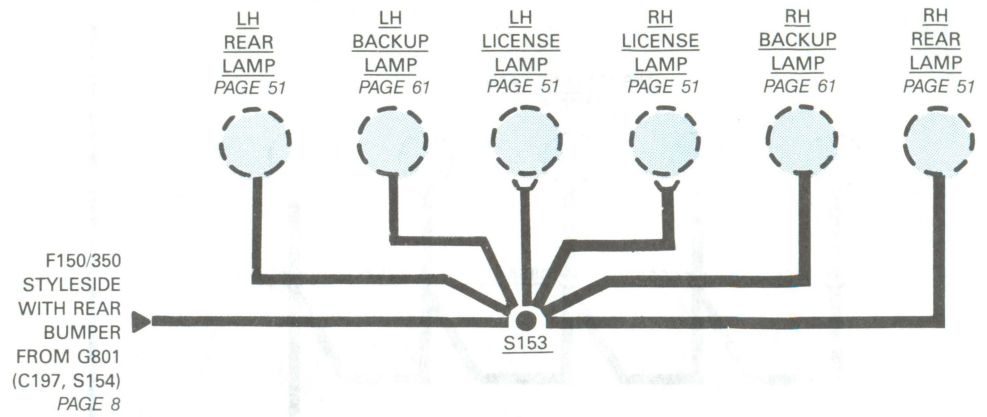 LH
REAR
LAMP
PAGE 51
LH
BACKUP
LAMP
PAGE 61
LH
LICENSE
LAMP
PAGE 51
RH
LICENSE
LAMP
PAGE 51
RH
BACKUP
LAMP
PAGE 61
RH
REAR
LAMP
PAGE 51
F150/350
STYLESIDE
WITH REAR
BUMPER
FROM G801
(C197, S154)
PAGE 8
S153